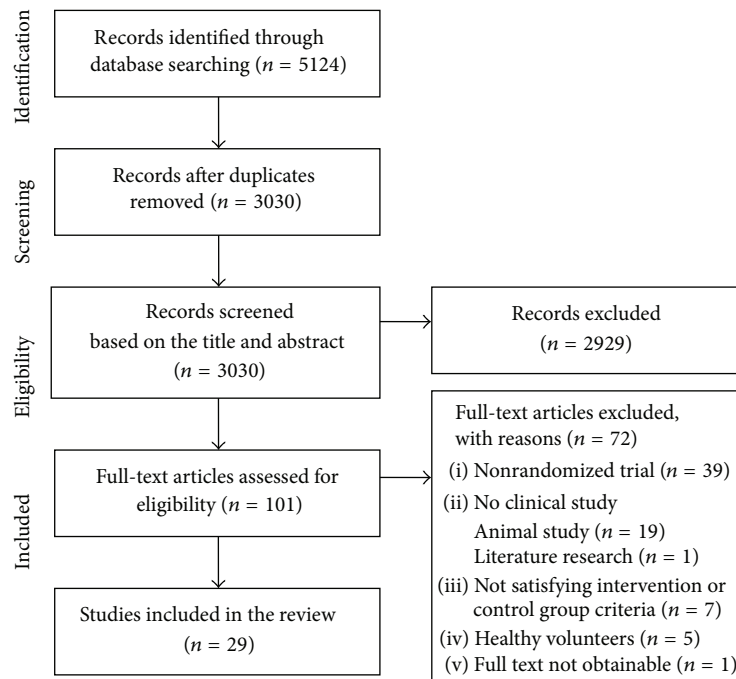 Identification
Records identified through
database searching (n = 5124)
Screening
Records after duplicates
removed (n = 3030)
Eligibility
Records screened
based on the title and abstract
(n = 3030)
Records excluded
(n = 2929)
Included
Full-text articles assessed for
eligibility (n = 101)
Full-text articles excluded,
with reasons (n = 72)
(i) Nonrandomized trial (n = 39)
(ii) No clinical study
Animal study (n = 19)
Literature research (n = 1)
(iii) Not satisfying intervention or
control group criteria (n = 7)
(iv) Healthy volunteers (n = 5)
(v) Full text not obtainable (n = 1)
Studies included in the review
(n = 29)